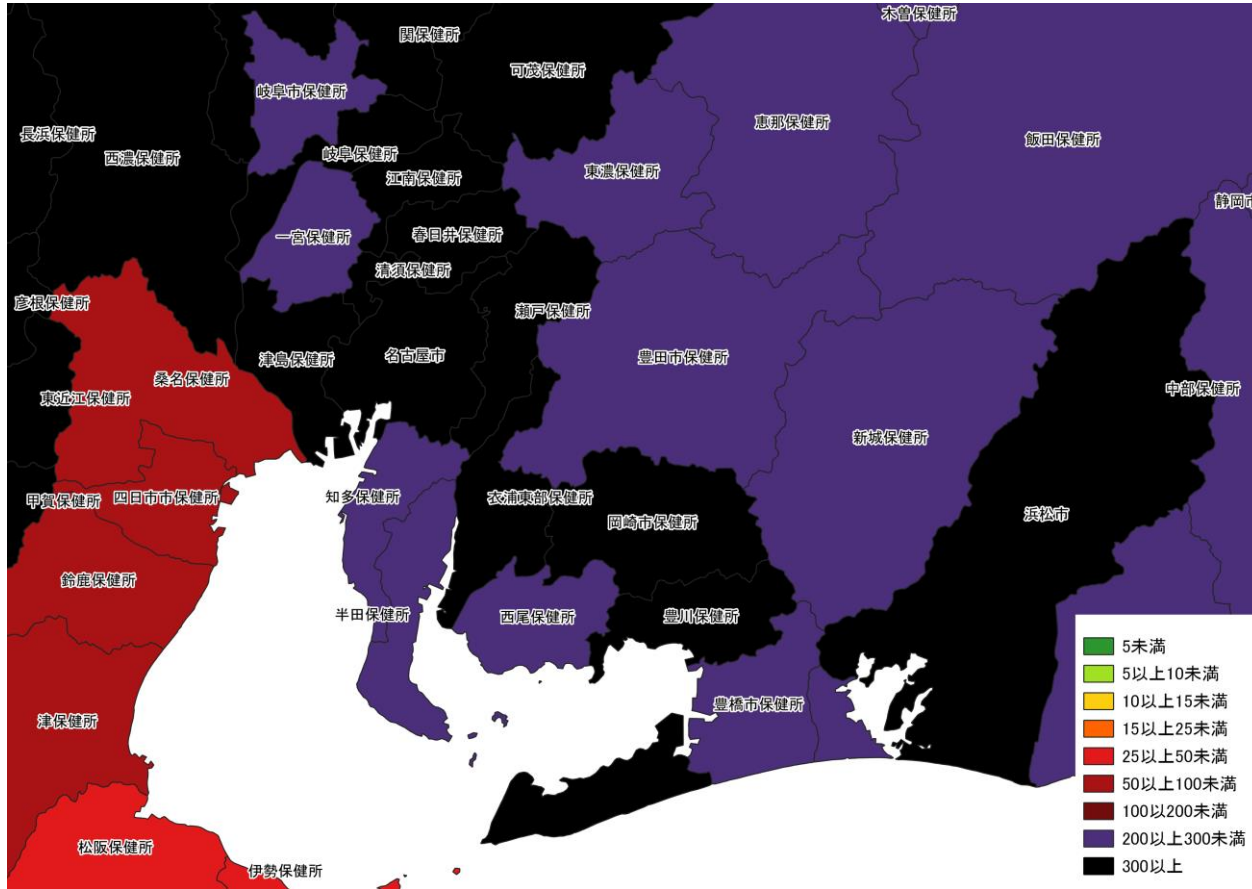 木曽保健所
関保健所
可茂保健所
岐阜市保健所
恵那保健所
長浜保健所
飯田保健所
西濃保健所
岐阜保健所
東濃保健所
江南保健所
静岡市
一宮保健所
春日井保健所
清須保健所
彦根保健所
瀬戸保健所
津島保健所
名古屋市
豊田市保健所
桑名保健所
中部保健所
東近江保健所
新城保健所
甲賀保健所
四日市市保健所
知多保健所
衣浦東部保健所
浜松市
岡崎市保健所
鈴鹿保健所
半田保健所
西尾保健所
豊川保健所
津保健所
豊橋市保健所
松阪保健所
伊勢保健所
5未満
5以上10未満
10以上15未満
15以上25未満
25以上50未満
50以上100未満
100以200未満
200以上300未満
300以上